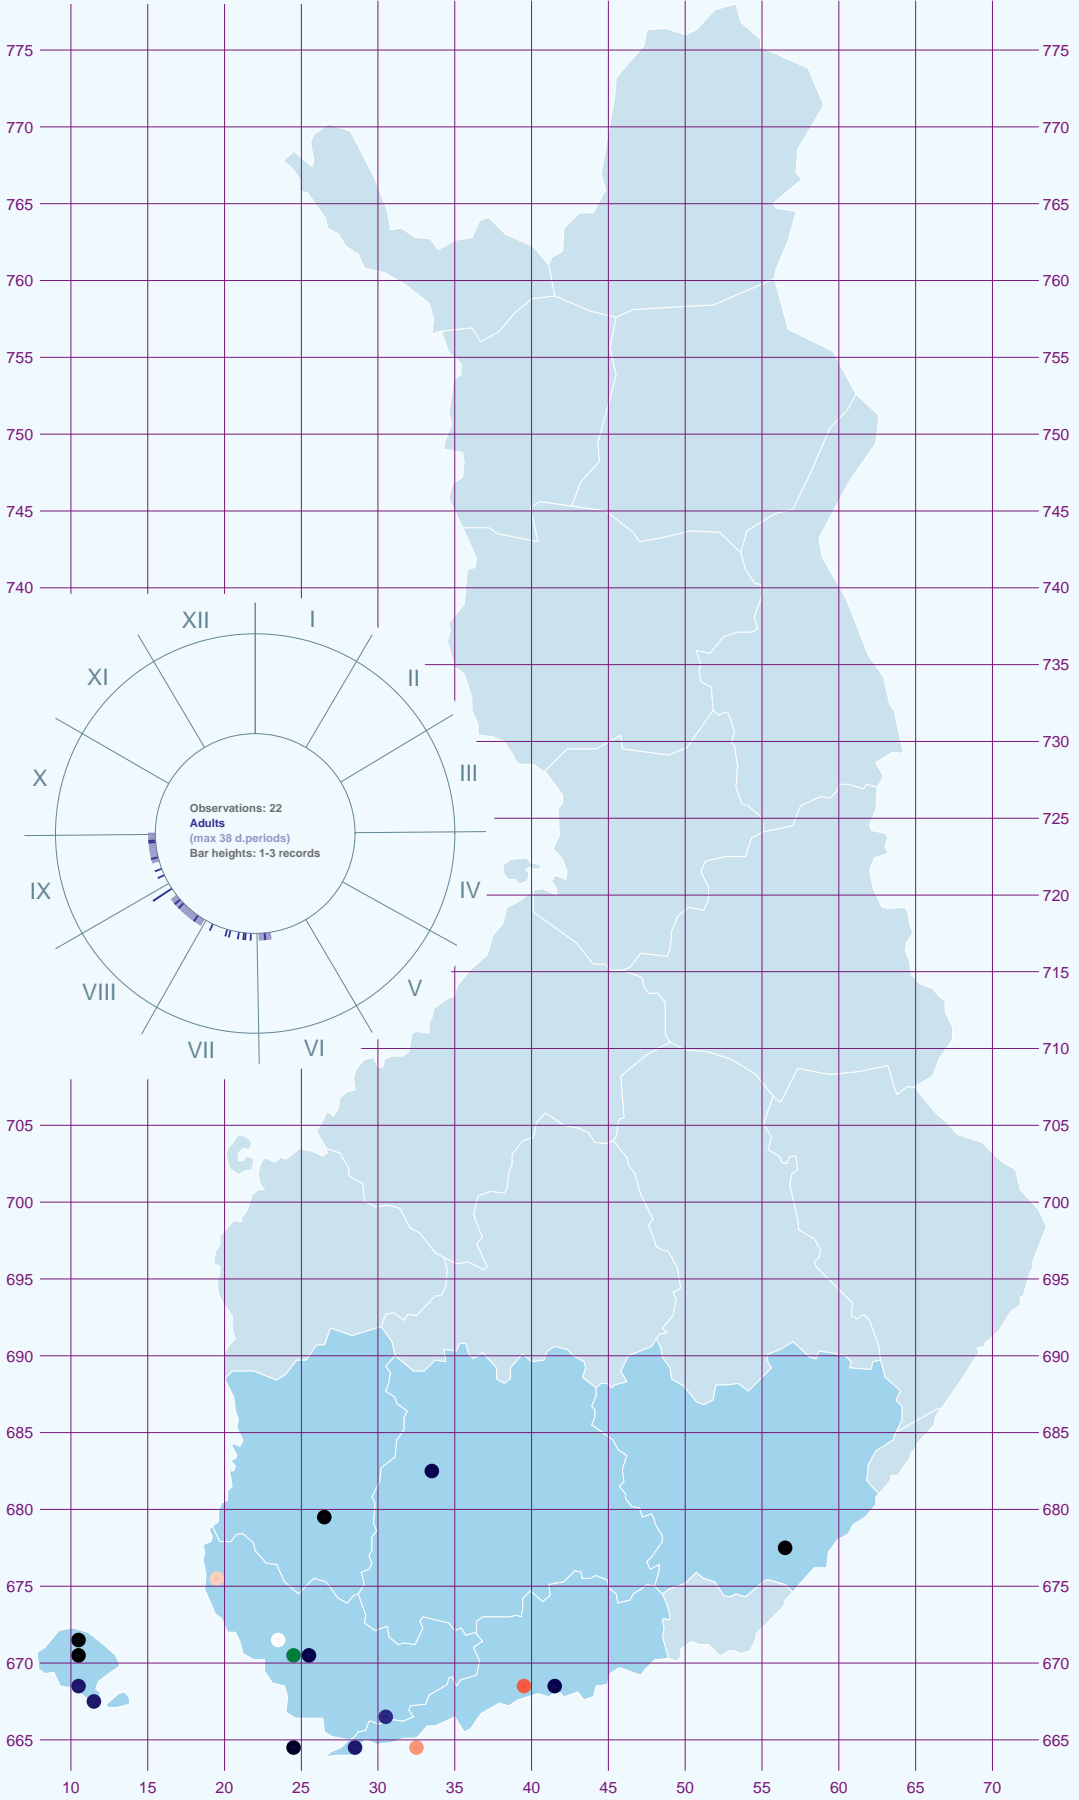 775 775
770 770
765 765
760 760
755 755
750 750
745 745
740 740
XII I
XI II
735
730
X III
Observations: 22
Adults
(max 38 d.periods)
Bar heights: 1-3 records
725
IX IV
720
VIII V
715
VII VI
710
705 705
700 700
695 695
690 690
685 685
680 680
675 675
670 670
665 665
10 15 20 25 30 35 40 45 50 55 60 65 70